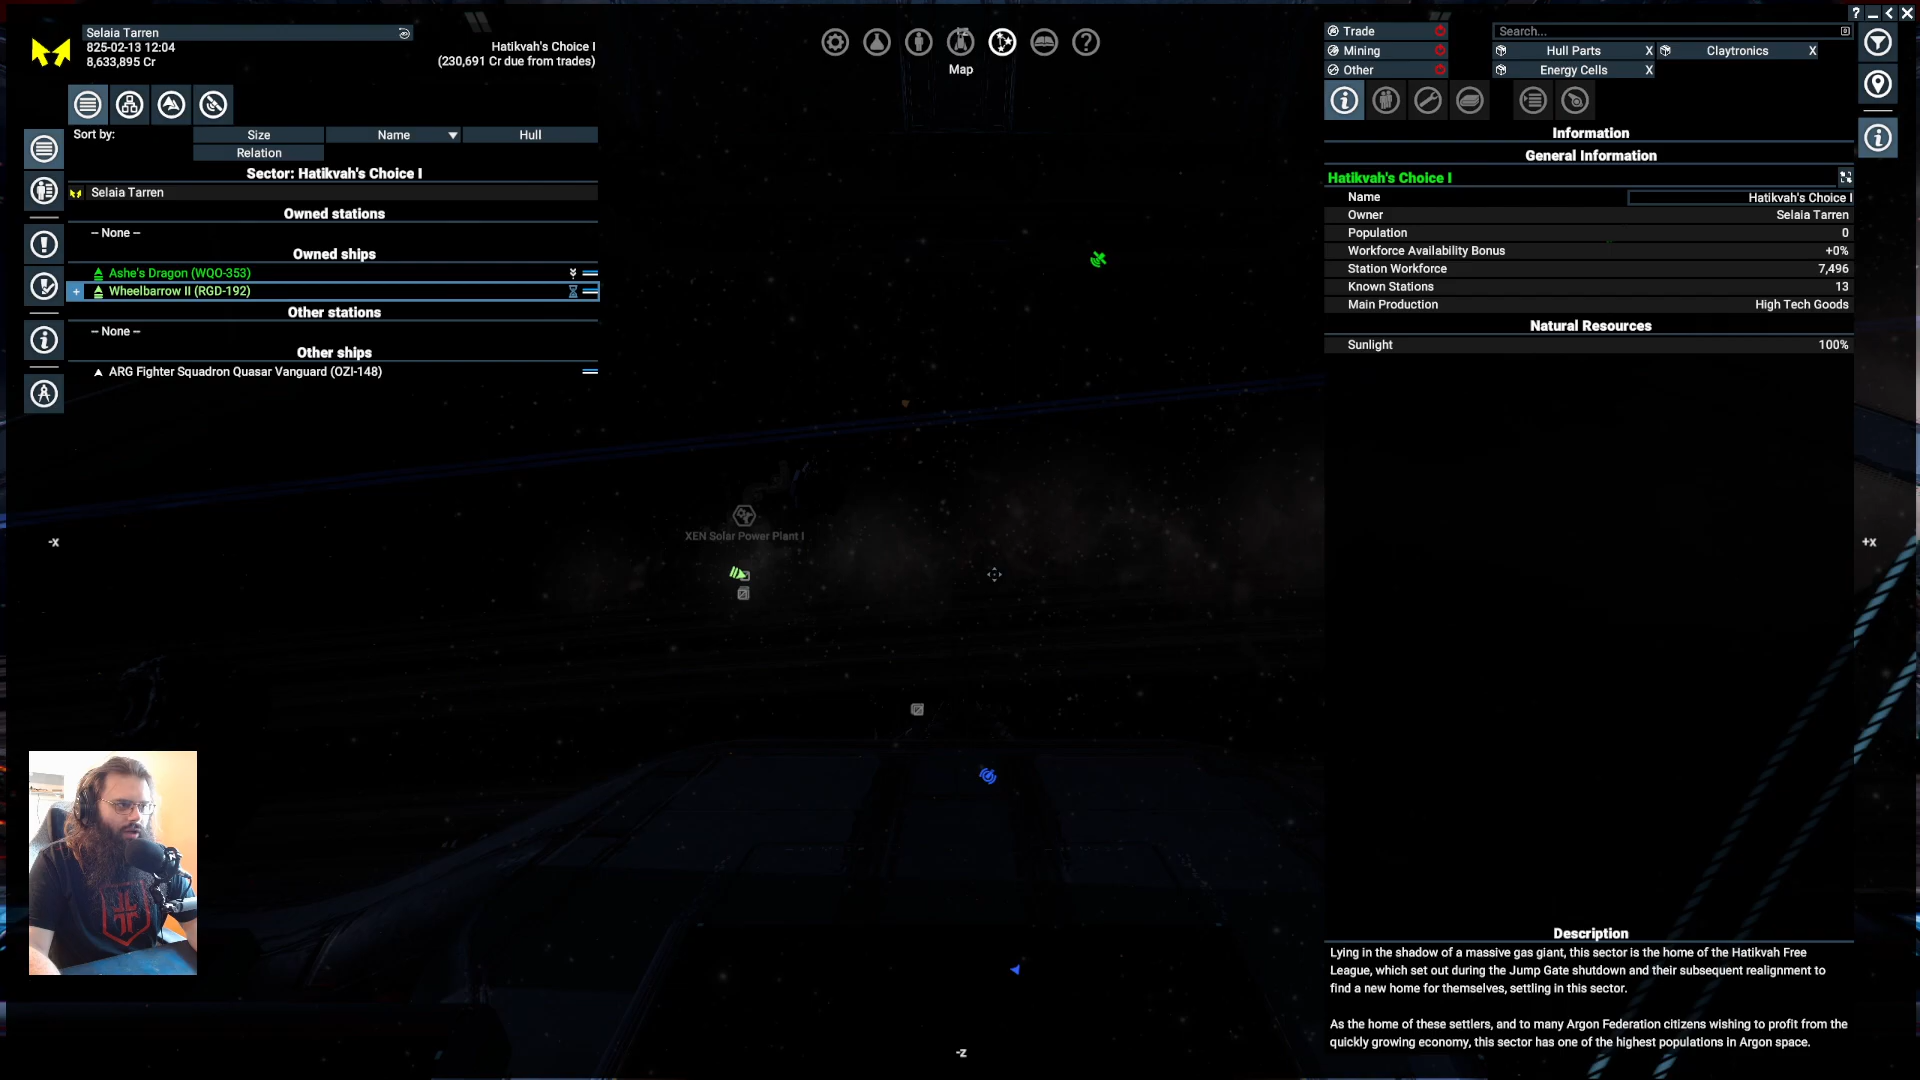 Selaia Tarren
825-02-13 12:04
8,633,895 Cr
Hatikvah's Choice I
(230,691 Cr due from trades)
Map
Sort by:
Size
Name
Hull
Relation
Sector: Hatikvah's Choice I
Selaia Tarren
Owned stations
-- None --
Owned ships
Ashe's Dragon (WQO-353)
+ Wheelbarrow II (RGD-192)
Other stations
-- None --
Other ships
ARG Fighter Squadron Quasar Vanguard (OZI-148)
-x
XEN Solar Power Plant I
+x
-z
Trade
Mining
Other
Search...
Hull Parts X
Claytronics X
Energy Cells X
Information
General Information
Hatikvah's Choice I
Name Hatikvah's Choice I
Owner Selaia Tarren
Population 0
Workforce Availability Bonus +0%
Station Workforce 7,496
Known Stations 13
Main Production High Tech Goods
Natural Resources
Sunlight 100%
Description
Lying in the shadow of a massive gas giant, this sector is the home of the Hatikvah Free
League, which set out during the Jump Gate shutdown and their subsequent realignment to
find a new home for themselves, settling in this sector.
As the home of these settlers, and to many Argon Federation citizens wishing to profit from the
quickly growing economy, this sector has one of the highest populations in Argon space.